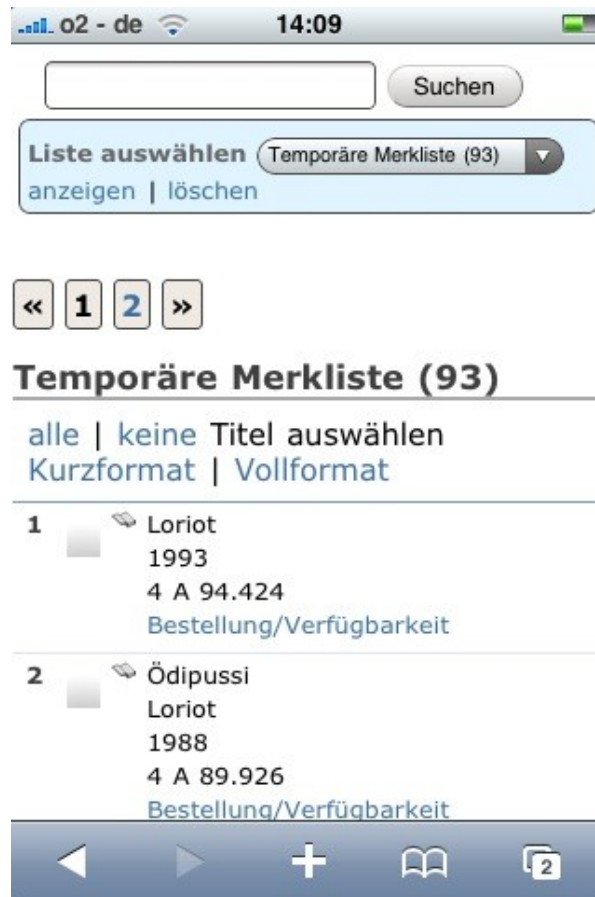 o2 - de 14:09
Suchen
Liste auswählen Temporäre Merkliste (93)
anzeigen | löschen
« 1 2 »
Temporäre Merkliste (93)
alle | keine Titel auswählen
Kurzformat | Vollformat
1 Loriot
1993
4 A 94.424
Bestellung/Verfügbarkeit
2 Ödipussi
Loriot
1988
4 A 89.926
Bestellung/Verfügbarkeit
2